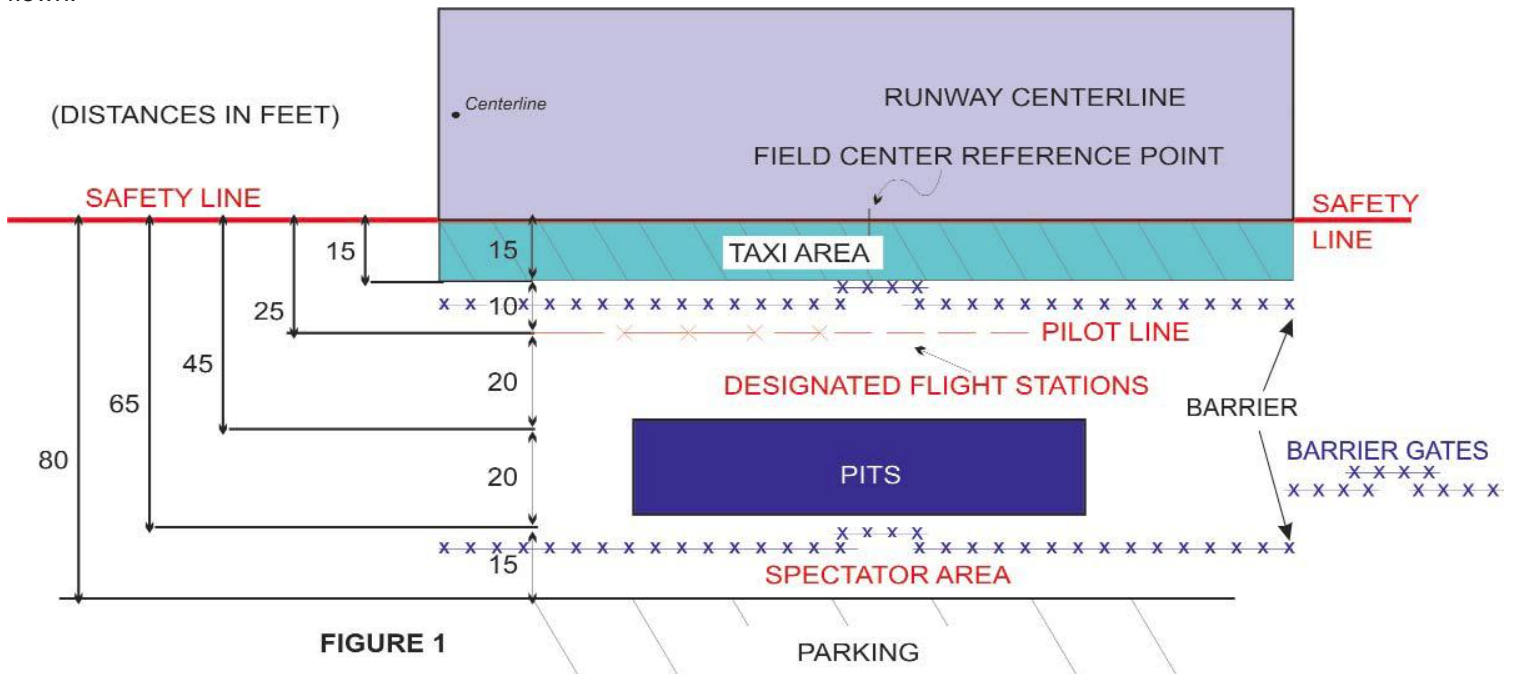 RUNWAY CENTERLINE
Centerline
(DISTANCES IN FEET)
FIELD CENTER REFERENCE POINT
SAFETY LINE
SAFETY
LINE
15
15
TAXI AREA
x x x x
10
x x x x x x x x x x x x x x x x x x x x x x x x x x x x x x
25
PILOT LINE
45
20
DESIGNATED FLIGHT STATIONS
65
BARRIER
80
20
PITS
BARRIER GATES
x x x x
x x x x x x x x
x x x x
x x x x x x x x x x x x x x x x x x x x x x x x x x x x x x
15
SPECTATOR AREA
FIGURE 1
PARKING